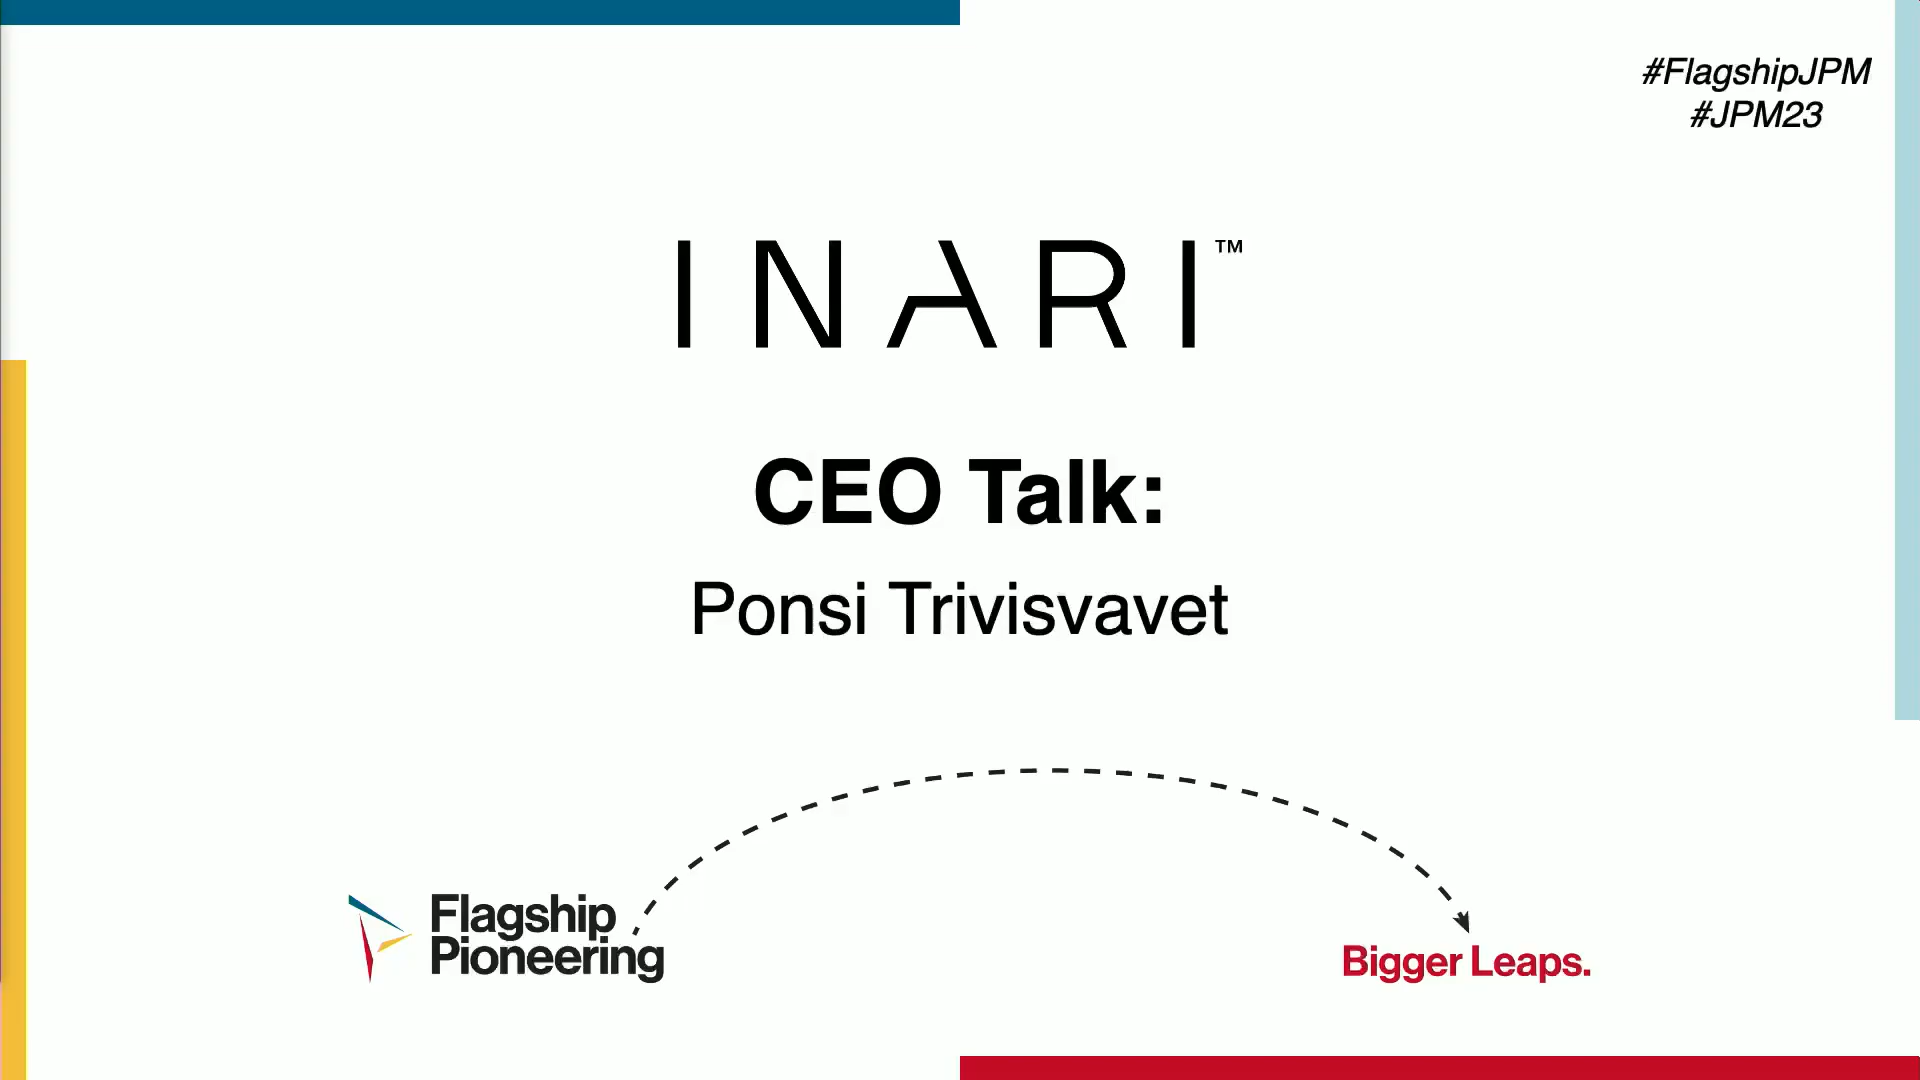 #FlagshipJPM
#JPM23
INARI™
CEO Talk:
Ponsi Trivisvavet
Flagship
Pioneering
Bigger Leaps.